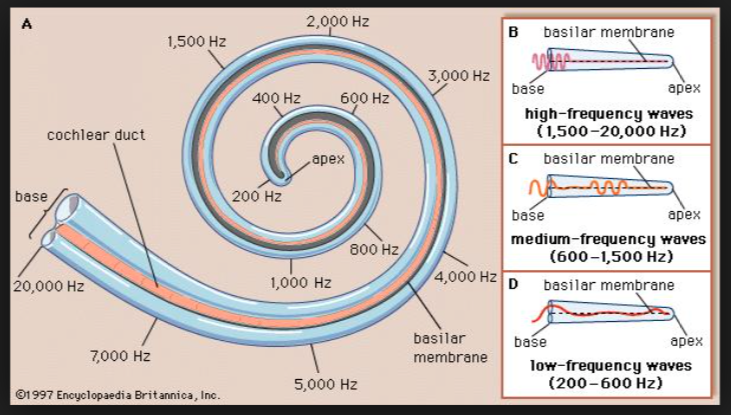 A
2,000 Hz
1,500 Hz
3,000 Hz
400 Hz
600 Hz
cochlear duct
apex
base
200 Hz
800 Hz
1,000 Hz
4,000 Hz
20,000 Hz
basilar
membrane
7,000 Hz
5,000 Hz
©1997 Encyclopaedia Britannica, Inc.
B
basilar membrane
base
apex
high-frequency waves
(1,500–20,000 Hz)
C
basilar membrane
base
apex
medium-frequency waves
(600–1,500 Hz)
D
basilar membrane
base
apex
low-frequency waves
(200–600 Hz)